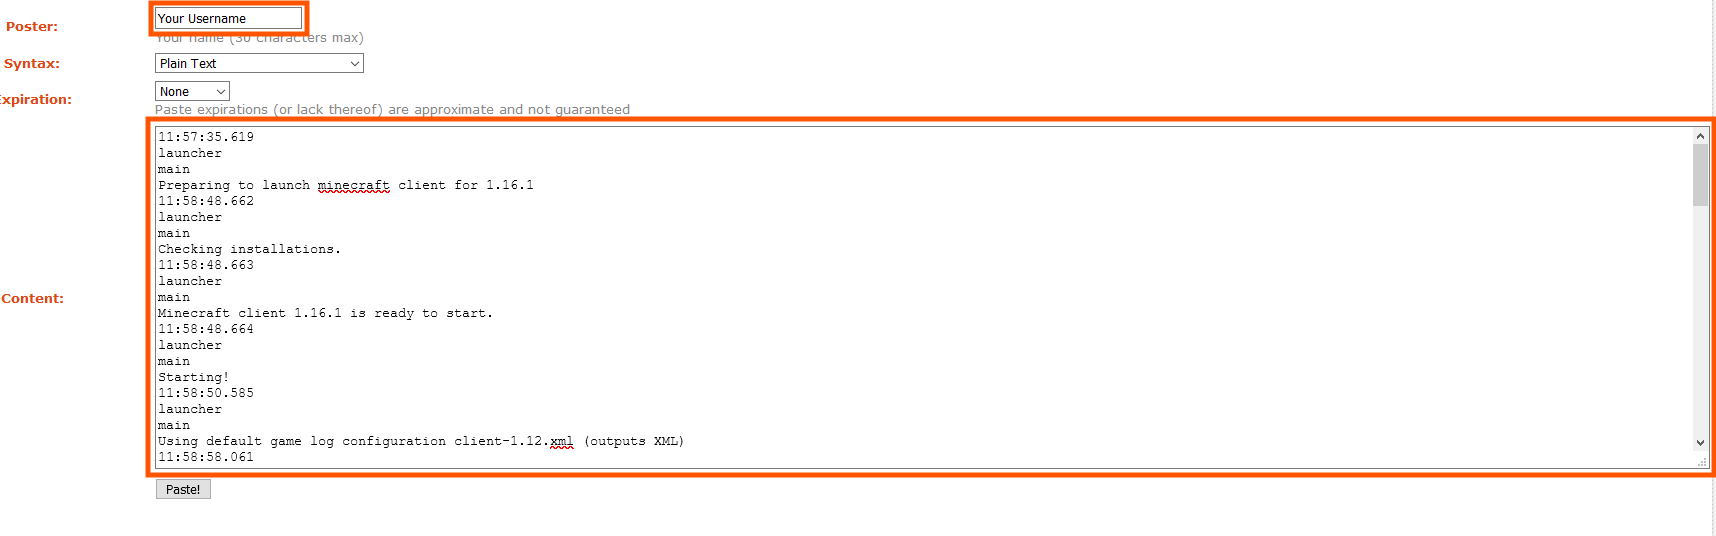 Poster:
Your Username
Your name (30 characters max)
Syntax:
Plain Text
Expiration:
None
Paste expirations (or lack thereof) are approximate and not guaranteed
Content:
11:57:35.619
launcher
main
Preparing to launch minecraft client for 1.16.1
11:58:48.662
launcher
main
Checking installations.
11:58:48.663
launcher
main
Minecraft client 1.16.1 is ready to start.
11:58:48.664
launcher
main
Starting!
11:58:50.585
launcher
main
Using default game log configuration client-1.12.xml (outputs XML)
11:58:58.061
Paste!